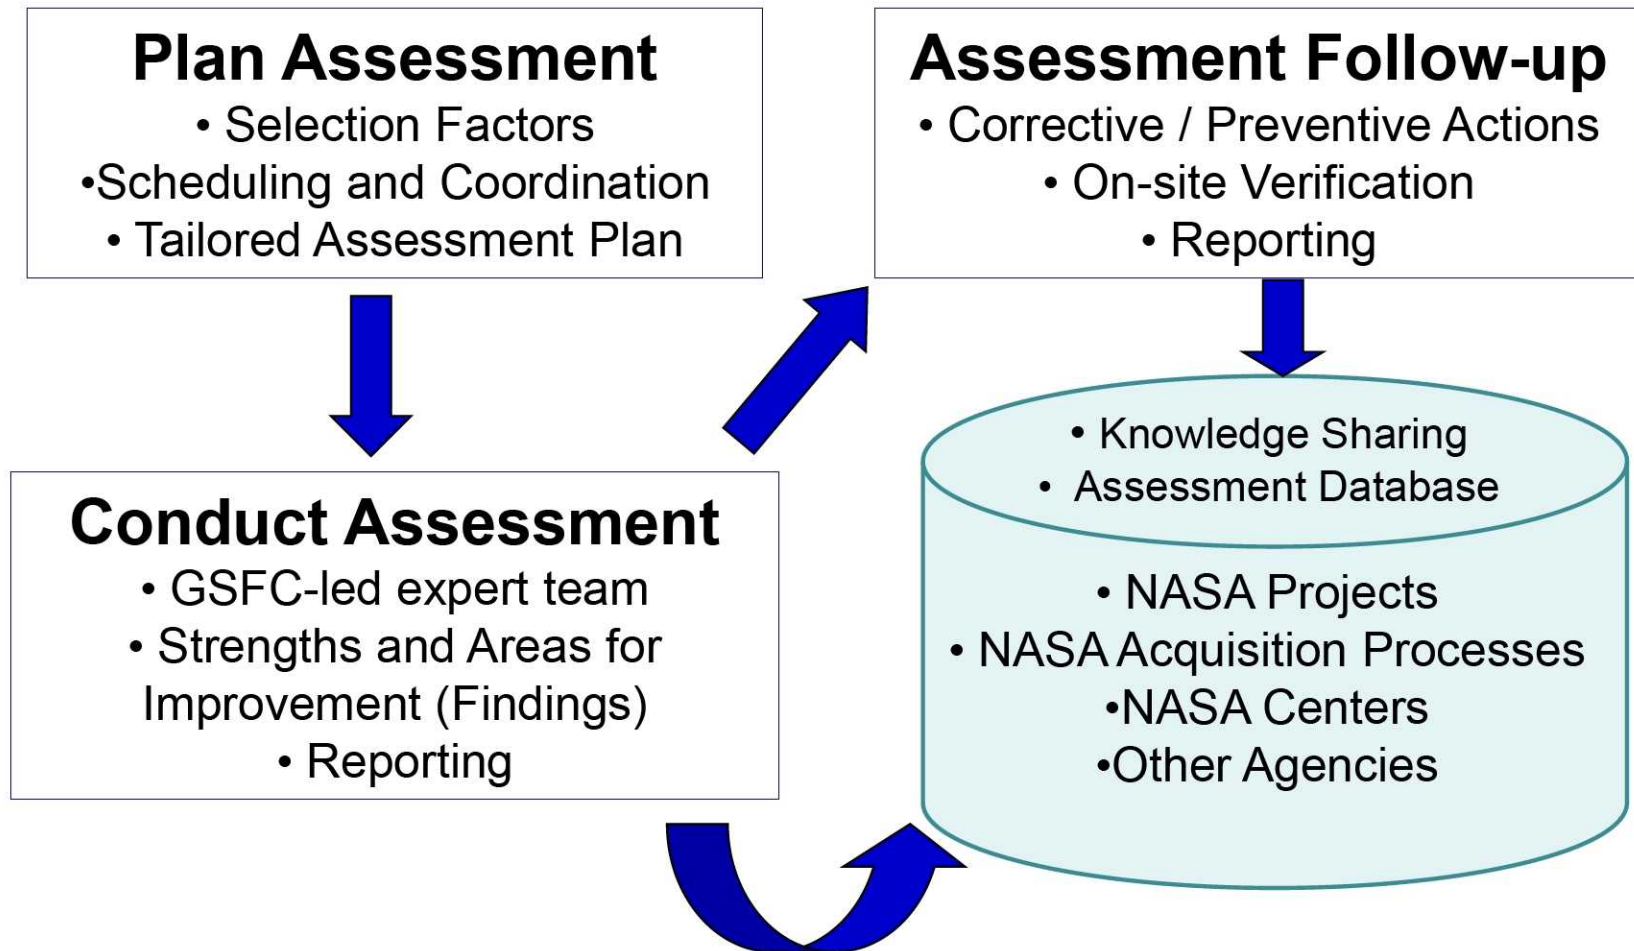 Plan Assessment
• Selection Factors
•Scheduling and Coordination
• Tailored Assessment Plan
Conduct Assessment
• GSFC-led expert team
• Strengths and Areas for
Improvement (Findings)
• Reporting
Assessment Follow-up
• Corrective / Preventive Actions
• On-site Verification
• Reporting
• Knowledge Sharing
• Assessment Database
• NASA Projects
• NASA Acquisition Processes
•NASA Centers
•Other Agencies